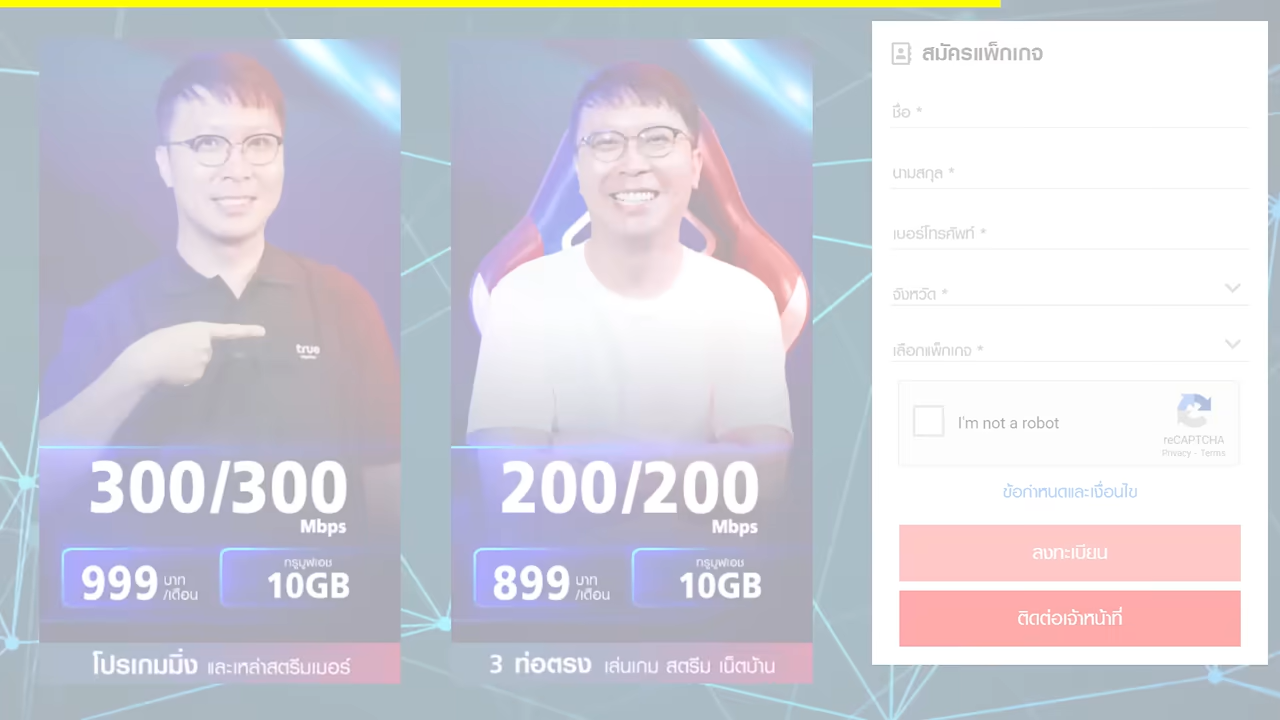 true
300/300
Mbps
999 บาท/เดือน
ทรูมูฟเอช
10GB
โปรเกมมิ่ง และเหล่าสตรีมเมอร์
200/200
Mbps
899 บาท/เดือน
ทรูมูฟเอช
10GB
3 ท่อตรง เล่นเกม สตรีม เน็ตบ้าน
สมัครแพ็กเกจ
ชื่อ *
นามสกุล *
เบอร์โทรศัพท์ *
จังหวัด *
เลือกแพ็กเกจ *
I'm not a robot
reCAPTCHA
Privacy - Terms
ข้อกำหนดและเงื่อนไข
ลงทะเบียน
ติดต่อเจ้าหน้าที่